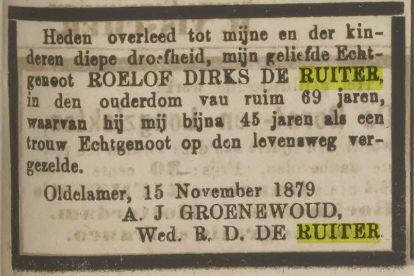 Heden overleed tot mijne en der kin-
deren diepe droefheid, mijn geliefde Echt-
genoot ROELOF DIRKS DE RUITER,
in den ouderdom vau ruim 69 jaren,
waarvan hij mij bijna 45 jaren als een
trouw Echtgenoot op den levensweg ver-
gezelde.
Oldelamer, 15 November 1879
A. J GROENEWOUD,
Wed. R. D. DE RUITER